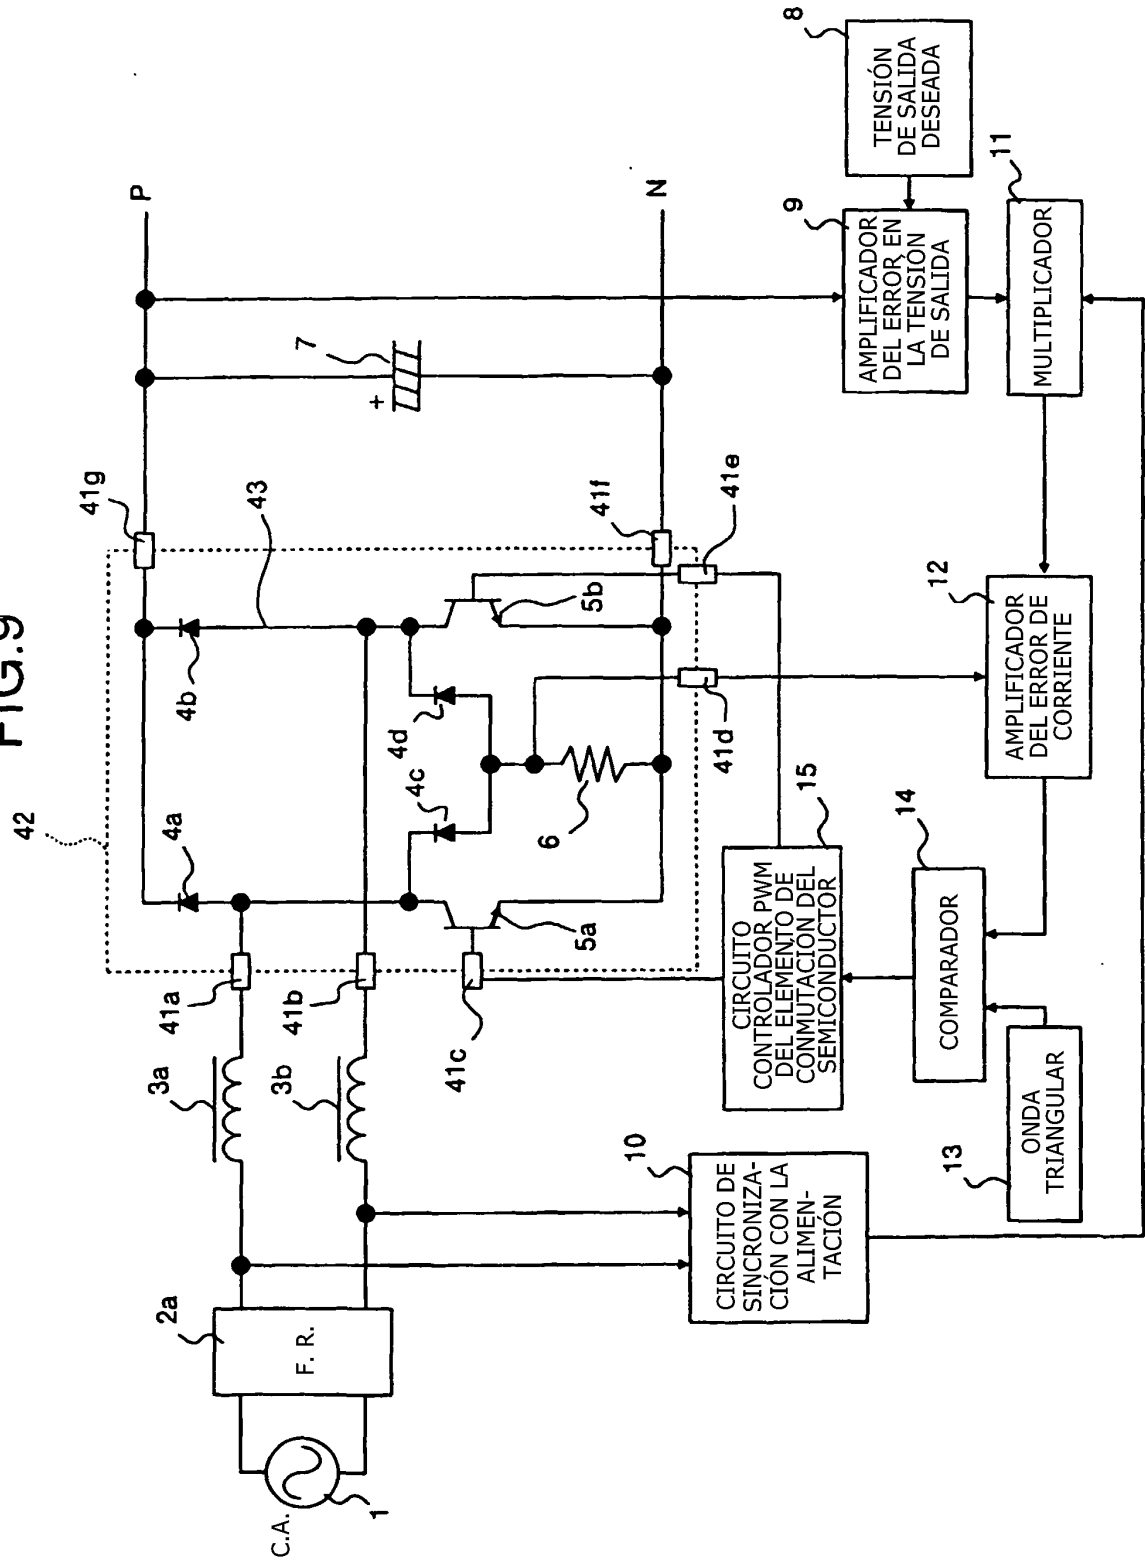 FIG.9
42
41g
P
4a
4b
43
7
+
41a
3a
2a
F. R.
C.A.
1
3b
41b
41c
5a
4c
4d
6
5b
41d
41e
41f
N
8
TENSIÓN
DE SALIDA
DESEADA
9
AMPLIFICADOR
DEL ERROR EN
LA TENSIÓN
DE SALIDA
11
MULTIPLICADOR
12
AMPLIFICADOR
DEL ERROR DE
CORRIENTE
15
CIRCUITO
CONTROLADOR PWM
DEL ELEMENTO DE
CONMUTACIÓN DEL
SEMICONDUCTOR
14
COMPARADOR
13
ONDA
TRIANGULAR
10
CIRCUITO DE
SINCRONIZA-
CIÓN CON LA
ALIMEN-
TACIÓN